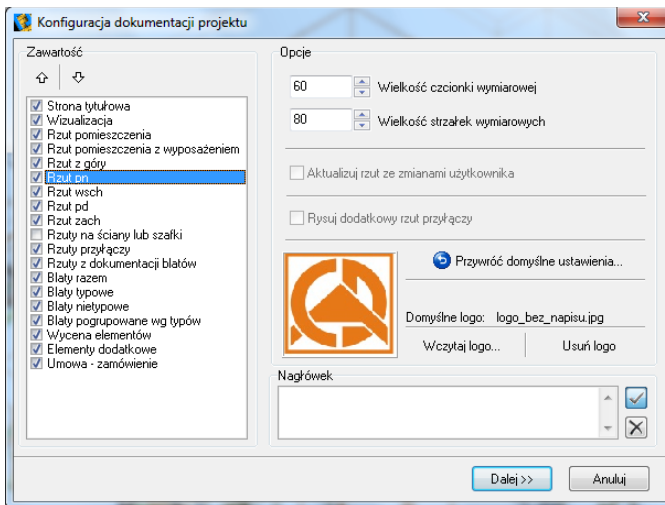 Konfiguracja dokumentacji projektu
Zawartość
Strona tytułowa
Wizualizacja
Rzut pomieszczenia
Rzut pomieszczenia z wyposażeniem
Rzut z góry
Rzut pn
Rzut wsch
Rzut pd
Rzut zach
Rzuty na ściany lub szafki
Rzuty przyłączy
Rzuty z dokumentacji blatów
Blaty razem
Blaty typowe
Blaty nietypowe
Blaty pogrupowane wg typów
Wycena elementów
Elementy dodatkowe
Umowa - zamówienie
Opcje
60 Wielkość czcionki wymiarowej
80 Wielkość strzałek wymiarowych
Aktualizuj rzut ze zmianami użytkownika
Rysuj dodatkowy rzut przyłączy
Przywróć domyślne ustawienia...
Domyślne logo: logo_bez_napisu.jpg
Wczytaj logo... Usuń logo
Nagłówek
Dalej >> Anuluj